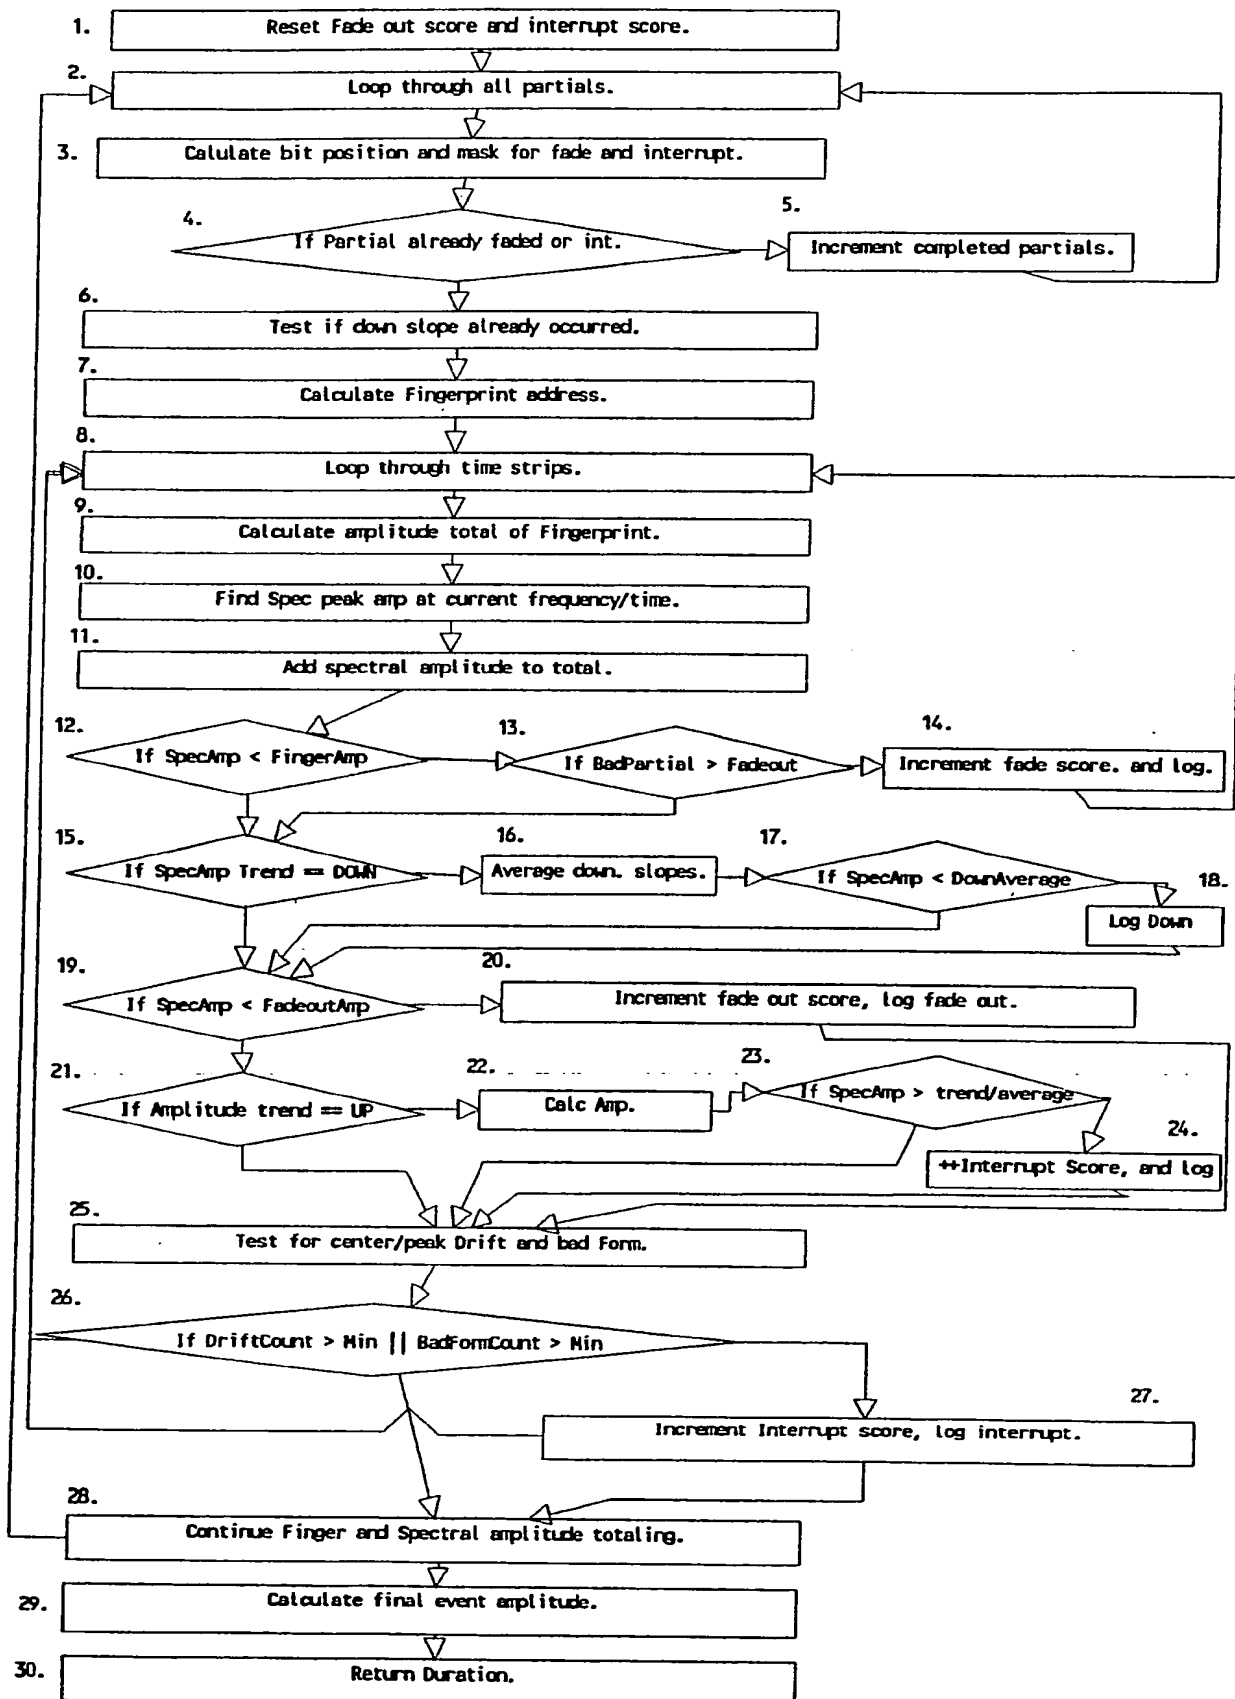 1. Reset Fade out score and interrupt score.
2. Loop through all partials.
3. Calulate bit position and mask for fade and interrupt.
4. If Partial already faded or int.
5. Increment completed partials.
6. Test if down slope already occurred.
7. Calculate Fingerprint address.
8. Loop through time strips.
9. Calculate amplitude total of Fingerprint.
10. Find Spec peak amp at current frequency/time.
11. Add spectral amplitude to total.
12. If SpecAmp < FingerAmp
13. If BadPartial > Fadeout
14. Increment fade score. and log.
15. If SpecAmp Trend == DOWN
16. Average down. slopes.
17. If SpecAmp < DownAverage
18. Log Down
19. If SpecAmp < FadeoutAmp
20. Increment fade out score, log fade out.
21. If Amplitude trend == UP
22. Calc Amp.
23. If SpecAmp > trend/average
24. ++Interrupt Score, and log
25. Test for center/peak Drift and bad Form.
26. If DriftCount > Min || BadFormCount > Min
27. Increment Interrupt score, log interrupt.
28. Continue Finger and Spectral amplitude totaling.
29. Calculate final event amplitude.
30. Return Duration.